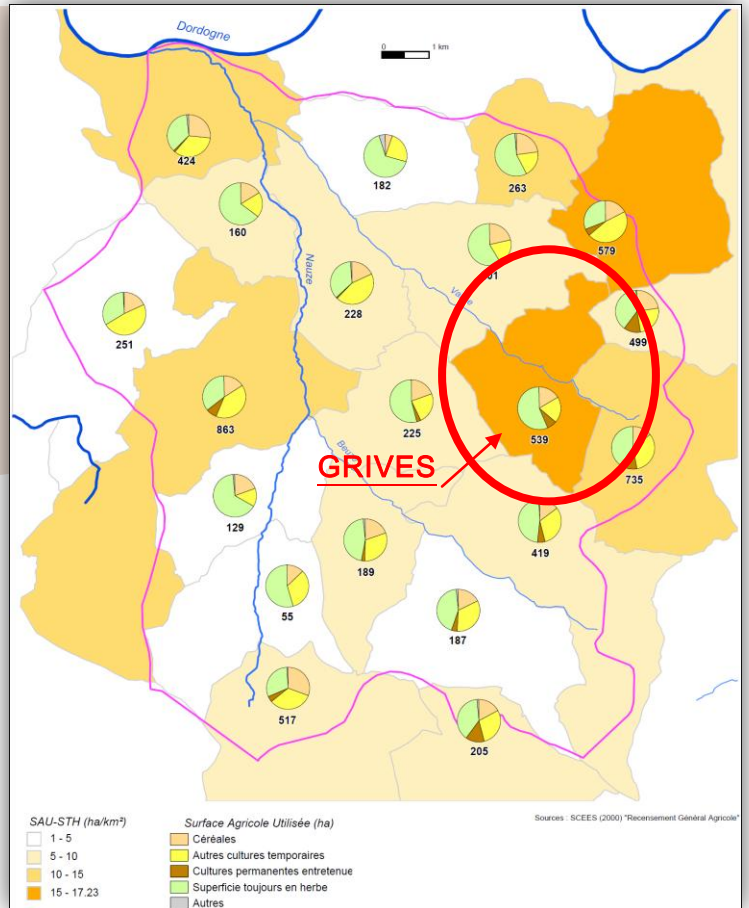 Dordogne
0 1 km
424
182
263
160
579
Nauze
228
499
251
863
225
539
GRIVES
735
129
419
189
55
187
517
205
SAU-STH (ha/km²)
1 - 5
5 - 10
10 - 15
15 - 17.23
Surface Agricole Utilisée (ha)
Céréales
Autres cultures temporaires
Cultures permanentes entretenue
Superficie toujours en herbe
Autres
Sources : SCEES (2000) "Recensement Général Agricole"